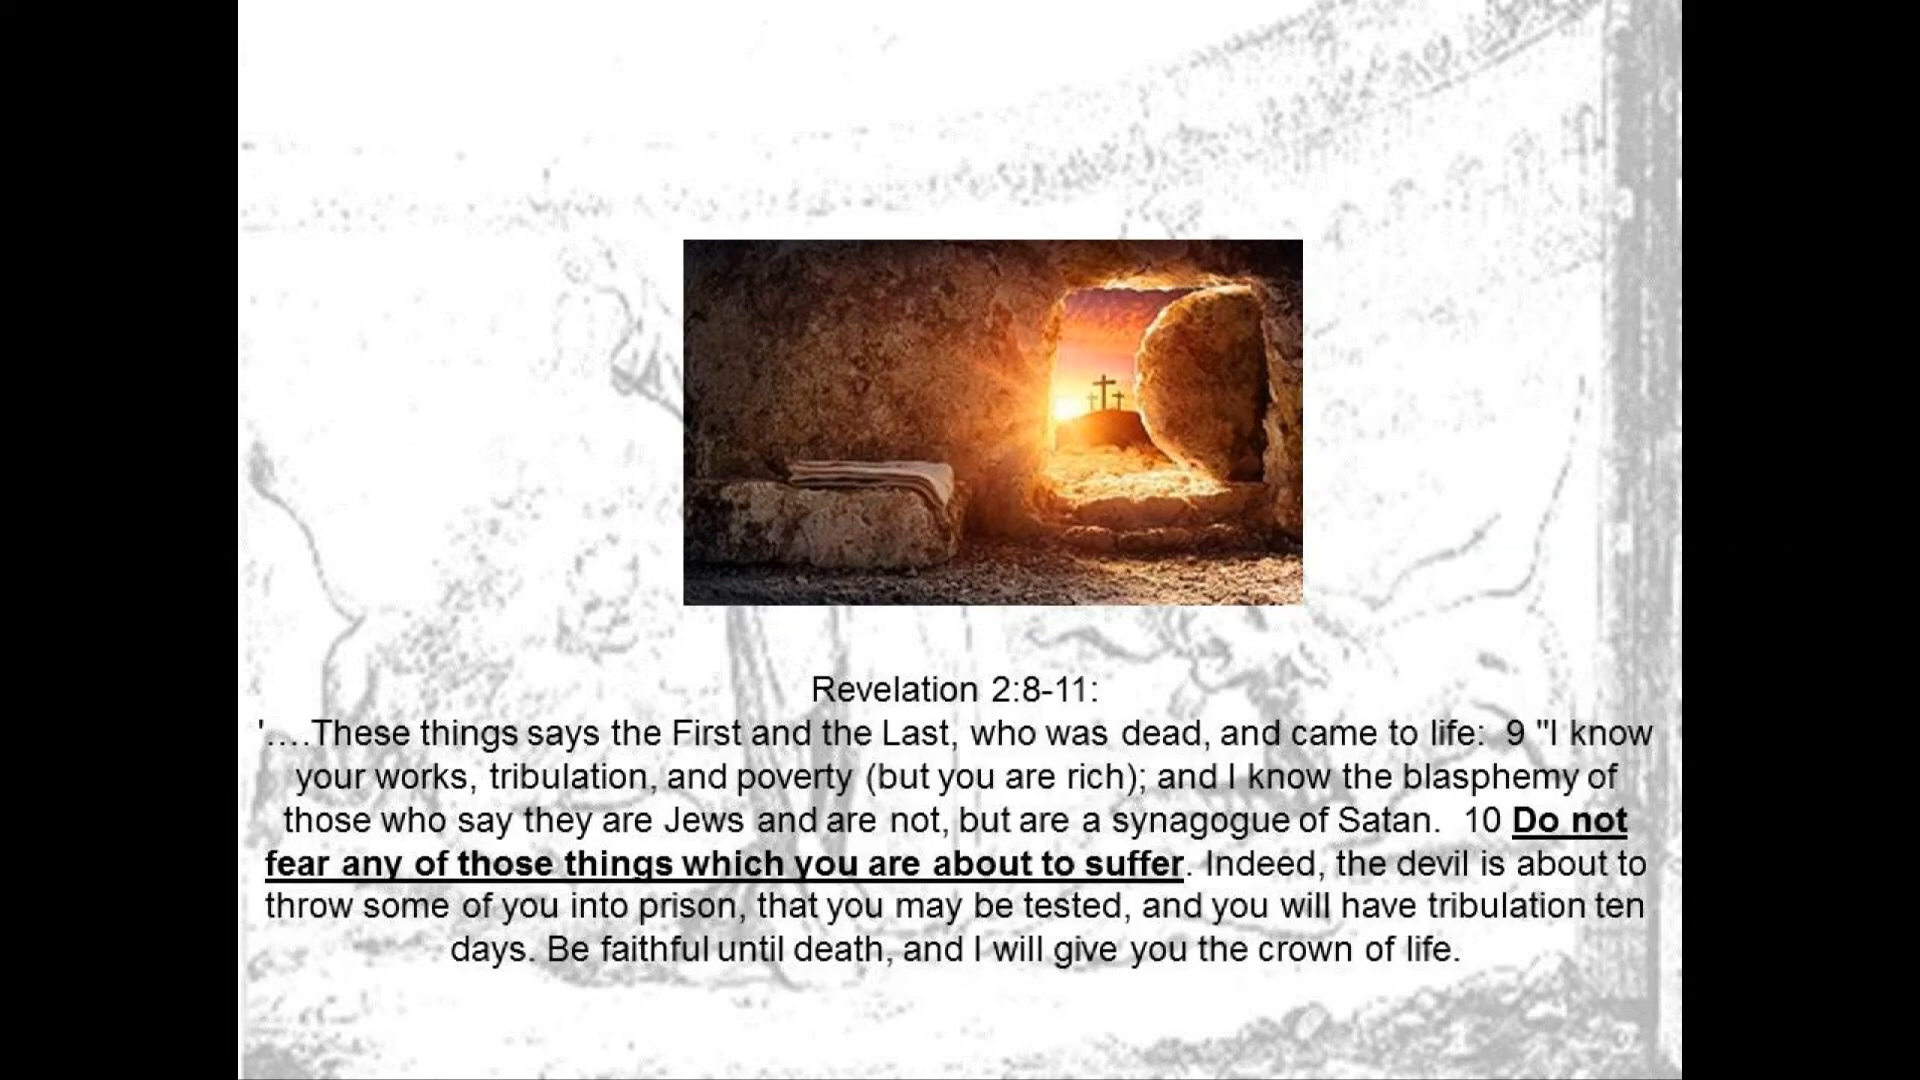 Revelation 2:8-11:
'….These things says the First and the Last, who was dead, and came to life:  9 "I know
your works, tribulation, and poverty (but you are rich); and I know the blasphemy of
those who say they are Jews and are not, but are a synagogue of Satan.  10 Do not
fear any of those things which you are about to suffer. Indeed, the devil is about to
throw some of you into prison, that you may be tested, and you will have tribulation ten
days. Be faithful until death, and I will give you the crown of life.